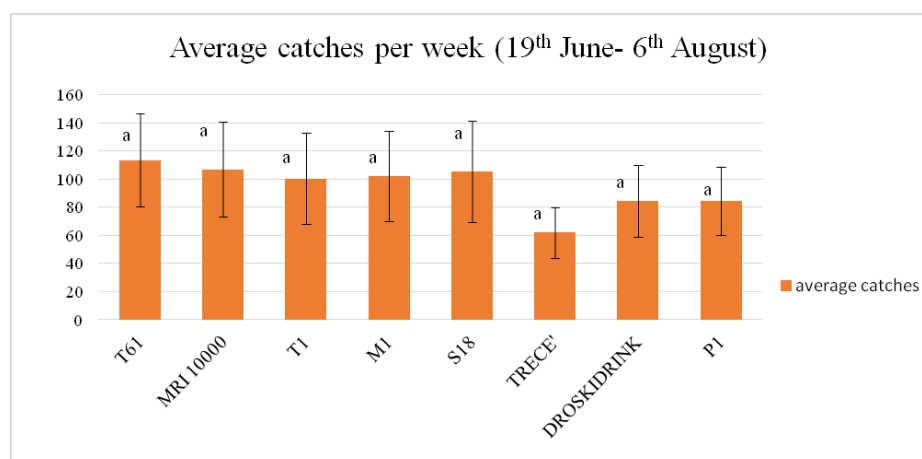 Average catches per week (19th June- 6th August)
160
140
120
100
80
60
40
20
0
a
a
a
a
a
a
a
a
T61
MRI 10000
T1
M1
S18
TRECE'
DROSKIDRINK
P1
average catches